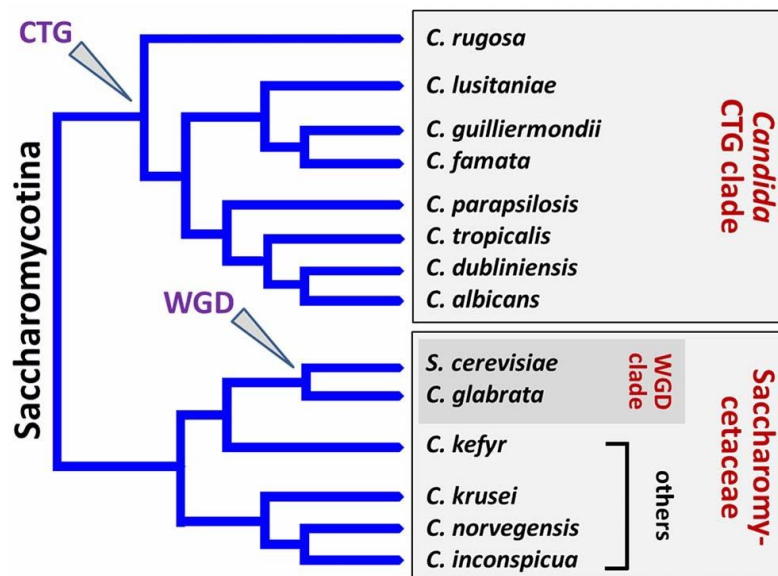 CTG
C. rugosa
C. lusitaniae
C. guilliermondii
C. famata
C. parapsilosis
C. tropicalis
C. dubliniensis
C. albicans
Candida
CTG clade
Saccharomycotina
WGD
S. cerevisiae
C. glabrata
WGD
clade
C. kefyr
C. krusei
C. norvegensis
C. inconspicua
others
Saccharomy-
cetaceae